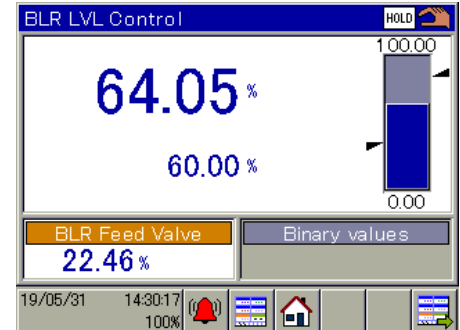 BLR LVL Control
HOLD
100.00
64.05 %
60.00 %
0.00
BLR Feed Valve
Binary values
22.46 %
19/05/31 14:30:17
100%